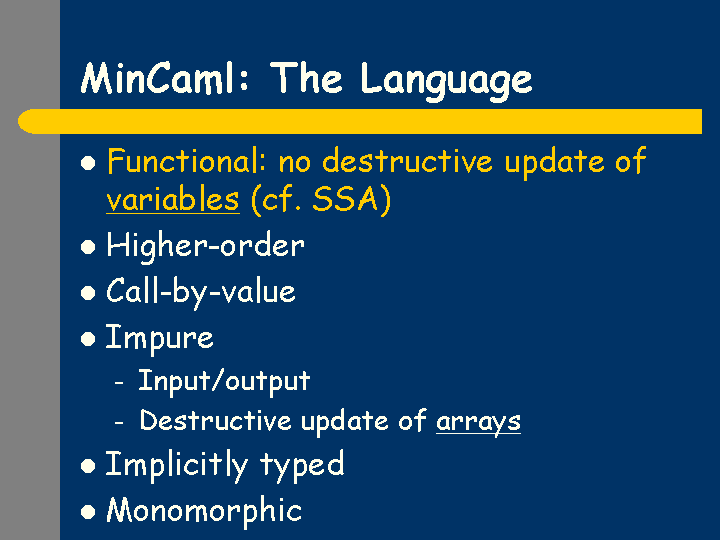 MinCaml: The Language
● Functional: no destructive update of
variables (cf. SSA)
● Higher-order
● Call-by-value
● Impure
– Input/output
– Destructive update of arrays
● Implicitly typed
● Monomorphic